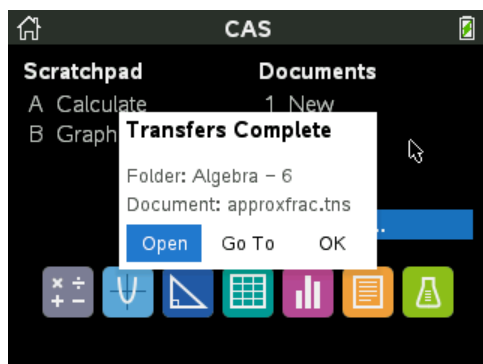 CAS
Scratchpad Documents
A Calculate 1 New
B Graph
Transfers Complete
Folder: Algebra – 6
Document: approxfrac.tns
..
Open Go To OK